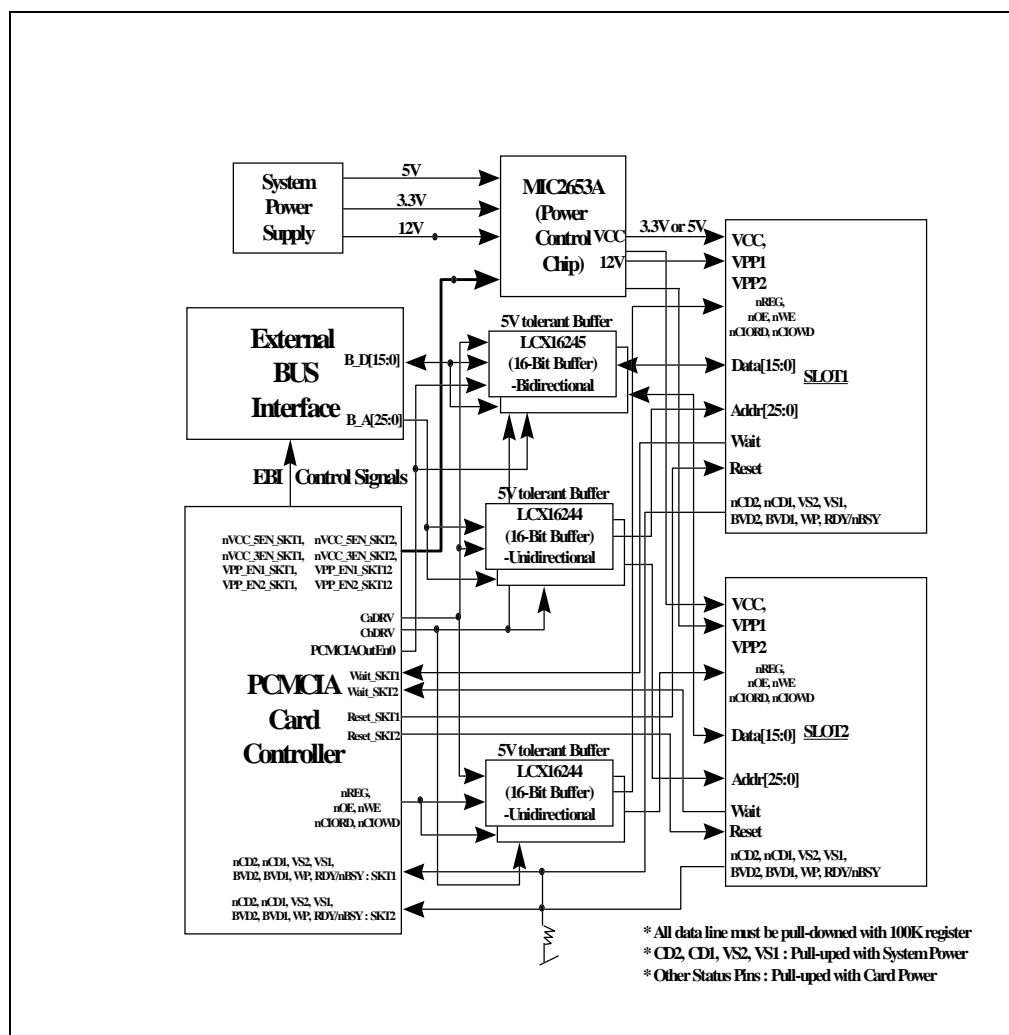 System
Power
Supply
5V
3.3V
12V
MIC2653A
(Power
Control
Chip)
VCC
12V
3.3V or 5V
VCC,
VPP1
VPP2
nREG,
nOE, nWE
nCIORD, nCIOWD
Data[15:0]
SLOT1
Addr[25:0]
Wait
Reset
nCD2, nCD1, VS2, VS1,
BVD2, BVD1, WP, RDY/nBSY
External
BUS
Interface
B_D[15:0]
B_A[25:0]
5V tolerant Buffer
LCX16245
(16-Bit Buffer)
-Bidirectional
EBI Control Signals
5V tolerant Buffer
LCX16244
(16-Bit Buffer)
-Unidirectional
nVCC_5EN_SKT1, nVCC_5EN_SKT2,
nVCC_3EN_SKT1, nVCC_3EN_SKT2,
VPP_EN1_SKT1, VPP_EN1_SKT12
VPP_EN2_SKT1, VPP_EN2_SKT12
CaDRV
CbDRV
PCMCIAOutEn0
Wait_SKT1
Wait_SKT2
Reset_SKT1
Reset_SKT2
PCMCIA
Card
Controller
nREG,
nOE, nWE
nCIORD, nCIOWD
nCD2, nCD1, VS2, VS1,
BVD2, BVD1, WP, RDY/nBSY : SKT1
nCD2, nCD1, VS2, VS1,
BVD2, BVD1, WP, RDY/nBSY : SKT2
5V tolerant Buffer
LCX16244
(16-Bit Buffer)
-Unidirectional
VCC,
VPP1
VPP2
nREG,
nOE, nWE
nCIORD, nCIOWD
Data[15:0]
SLOT2
Addr[25:0]
Wait
Reset
nCD2, nCD1, VS2, VS1,
BVD2, BVD1, WP, RDY/nBSY
* All data line must be pull-downed with 100K register
* CD2, CD1, VS2, VS1 : Pull-uped with System Power
* Other Status Pins : Pull-uped with Card Power